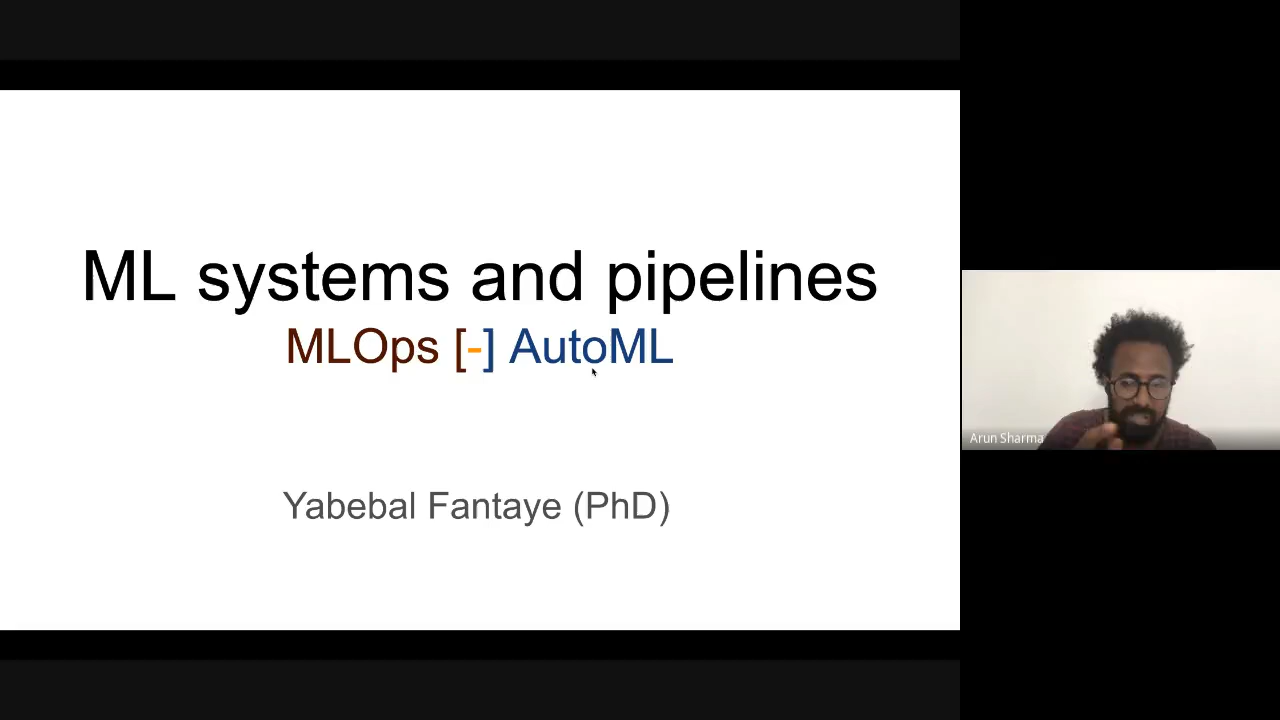 ML systems and pipelines
MLOps [-] AutoML
Yabebal Fantaye (PhD)
Arun Sharma